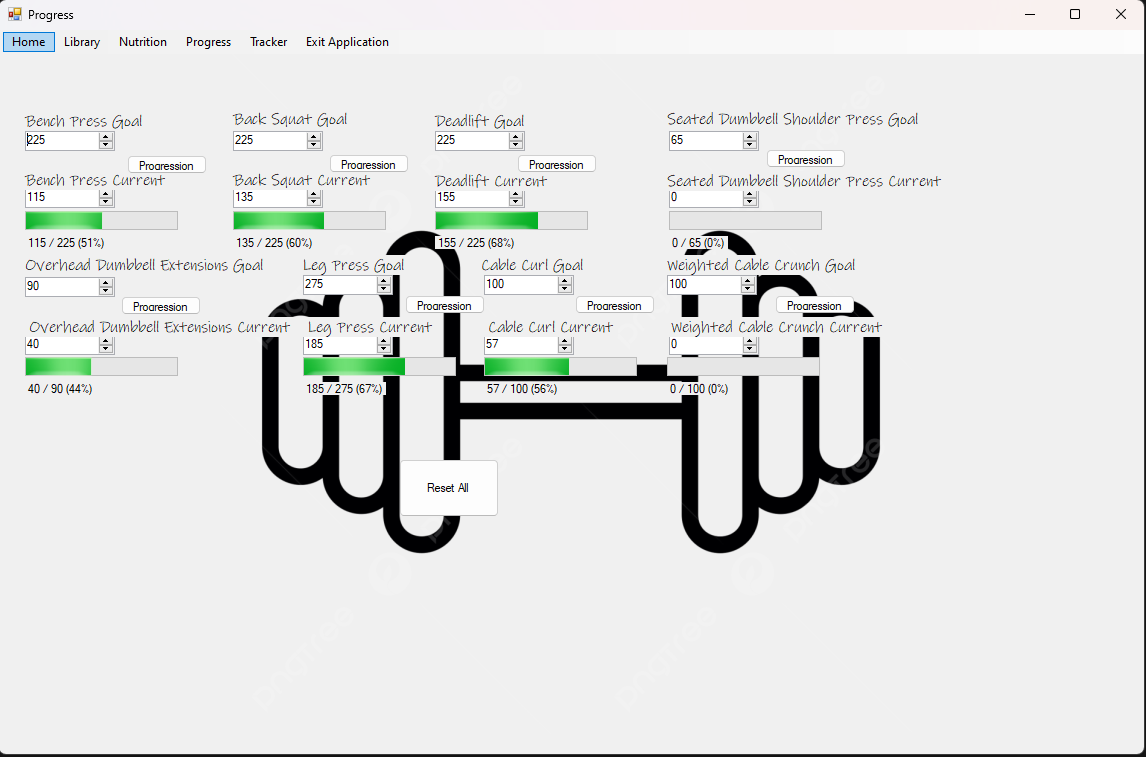 Progress
Home Library Nutrition Progress Tracker Exit Application
Bench Press Goal Back Squat Goal Deadlift Goal Seated Dumbbell Shoulder Press Goal
225 225 225 65
Progression Progression Progression Progression
Bench Press Current Back Squat Current Deadlift Current Seated Dumbbell Shoulder Press Current
115 135 155 0
115 / 225 (51%) 135 / 225 (60%) 155 / 225 (68%) 0 / 65 (0%)
Overhead Dumbbell Extensions Goal Leg Press Goal Cable Curl Goal Weighted Cable Crunch Goal
90 275 100 100
Progression Progression Progression Progression
Overhead Dumbbell Extensions Current Leg Press Current Cable Curl Current Weighted Cable Crunch Current
40 185 57 0
40 / 90 (44%) 185 / 275 (67%) 57 / 100 (56%) 0 / 100 (0%)
Reset All
pngtree
pngtree